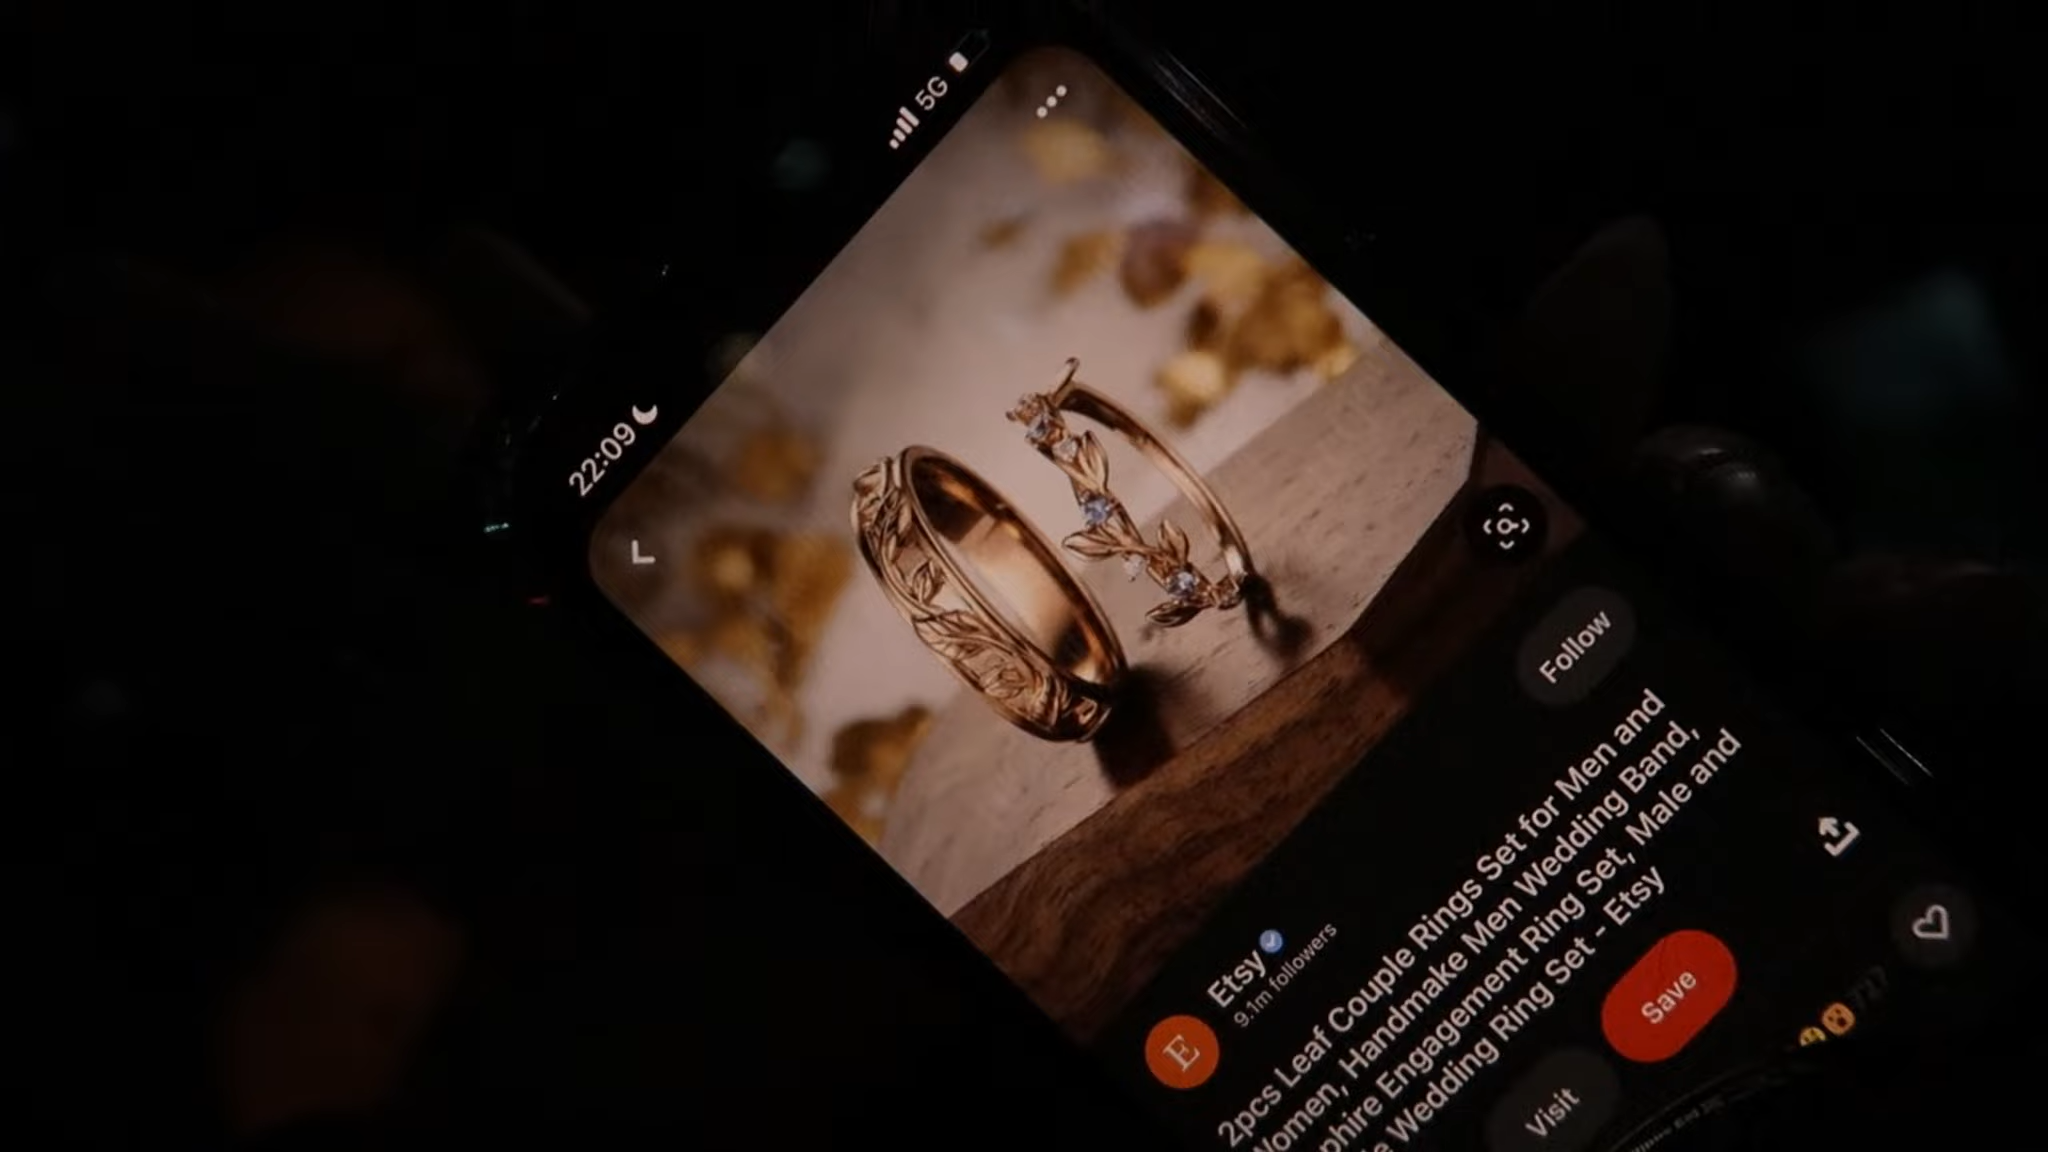 22:09
5G
Follow
E
Etsy
9.1m followers
2pcs Leaf Couple Rings Set for Men and
Women, Handmake Men Wedding Band,
Engagement Ring Set, Male and
Wedding Ring Set - Etsy
727
Visit
Save